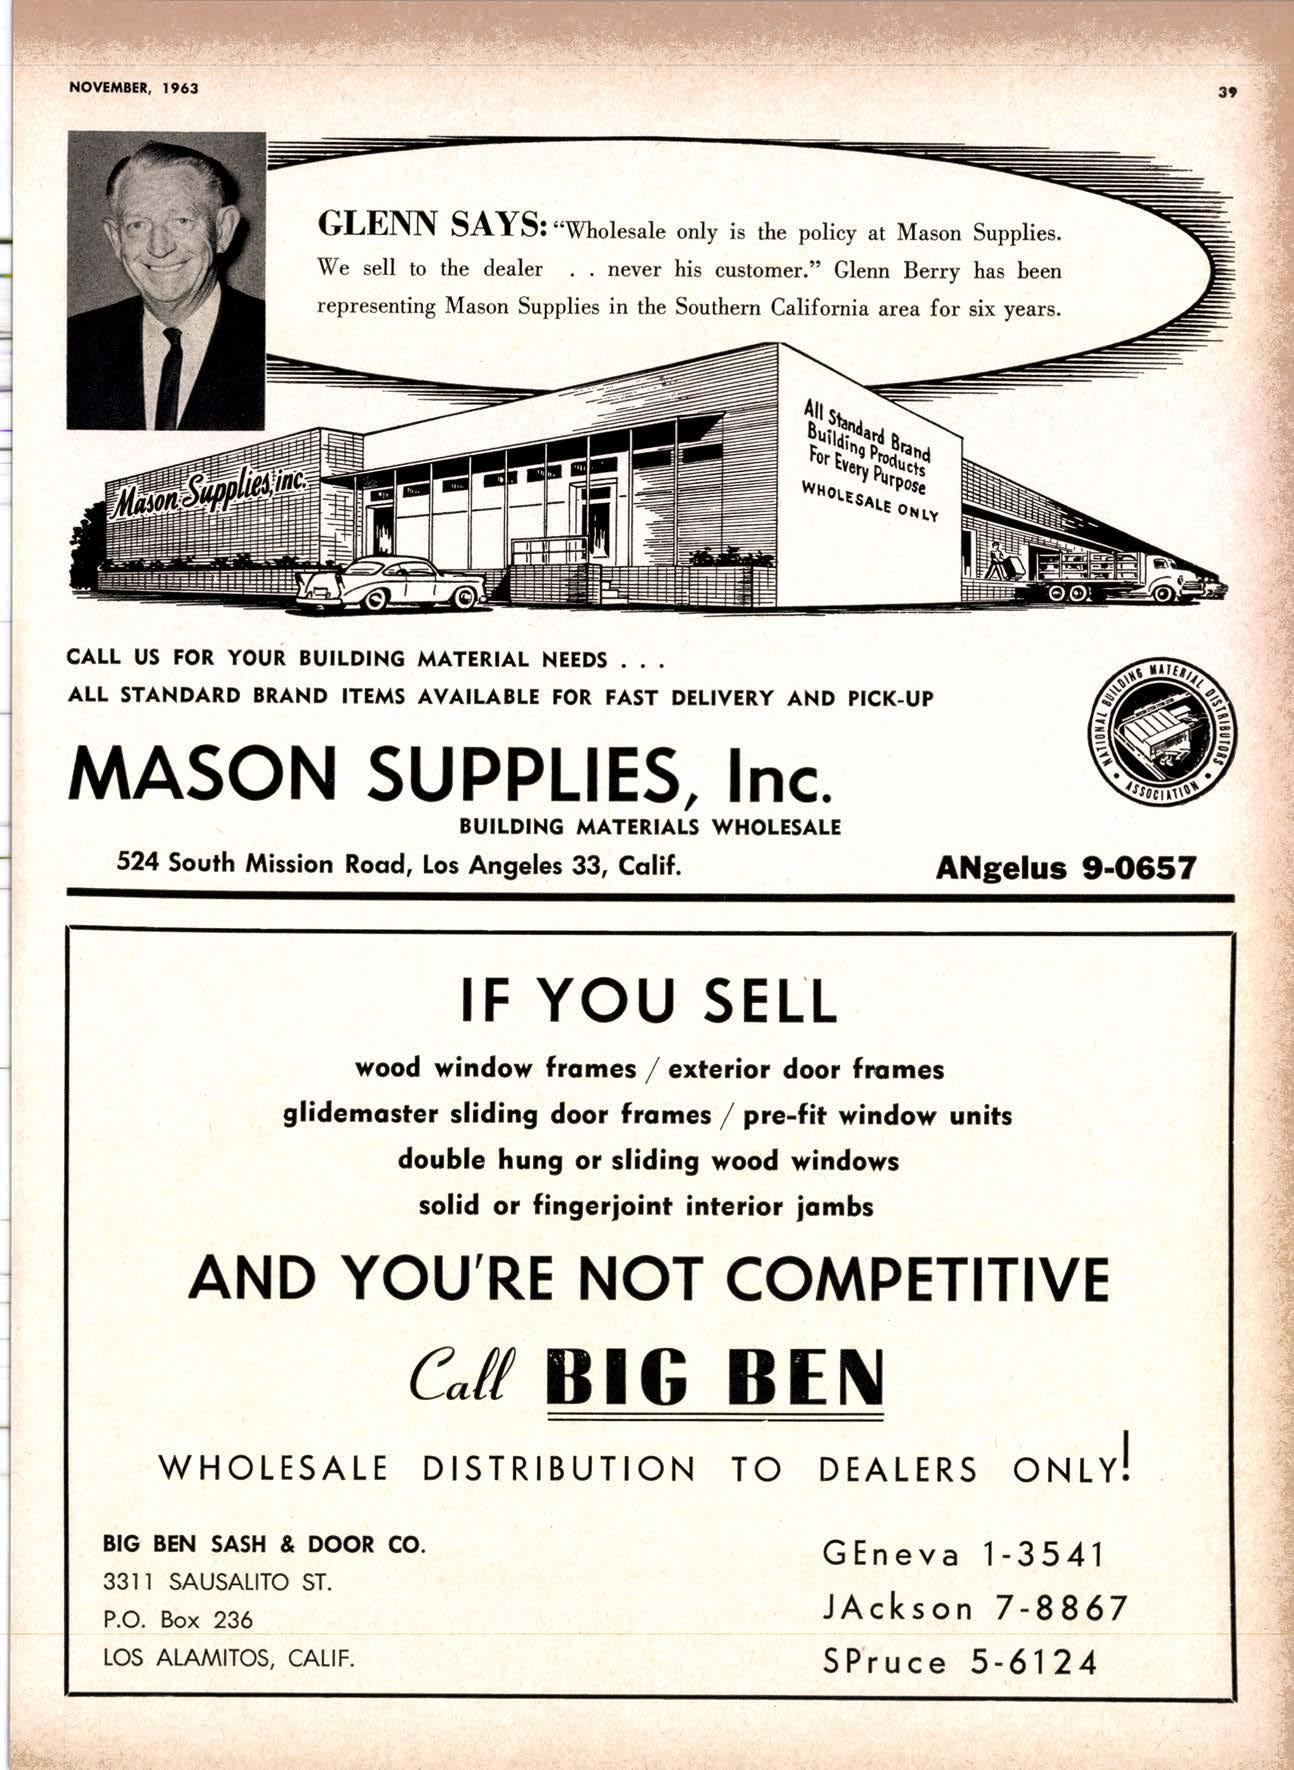 NOVEMBER, 1963
39
GLENN SAYS: “Wholesale only is the policy at Mason Supplies.
We sell to the dealer . . never his customer.” Glenn Berry has been
representing Mason Supplies in the Southern California area for six years.
Mason Supplies, inc.
All Standard Brand
Building Products
For Every Purpose
WHOLESALE ONLY
CALL US FOR YOUR BUILDING MATERIAL NEEDS . . .
ALL STANDARD BRAND ITEMS AVAILABLE FOR FAST DELIVERY AND PICK-UP
NATIONAL BUILDING MATERIAL DISTRIBUTORS
• ASSOCIATION •
MASON SUPPLIES, Inc.
BUILDING MATERIALS WHOLESALE
524 South Mission Road, Los Angeles 33, Calif.
ANgelus 9-0657
IF YOU SELL
wood window frames / exterior door frames
glidemaster sliding door frames / pre-fit window units
double hung or sliding wood windows
solid or fingerjoint interior jambs
AND YOU'RE NOT COMPETITIVE
Call BIG BEN
WHOLESALE DISTRIBUTION TO DEALERS ONLY!
BIG BEN SASH & DOOR CO.
3311 SAUSALITO ST.
P.O. Box 236
LOS ALAMITOS, CALIF.
GEneva 1-3541
JAckson 7-8867
SPruce 5-6124